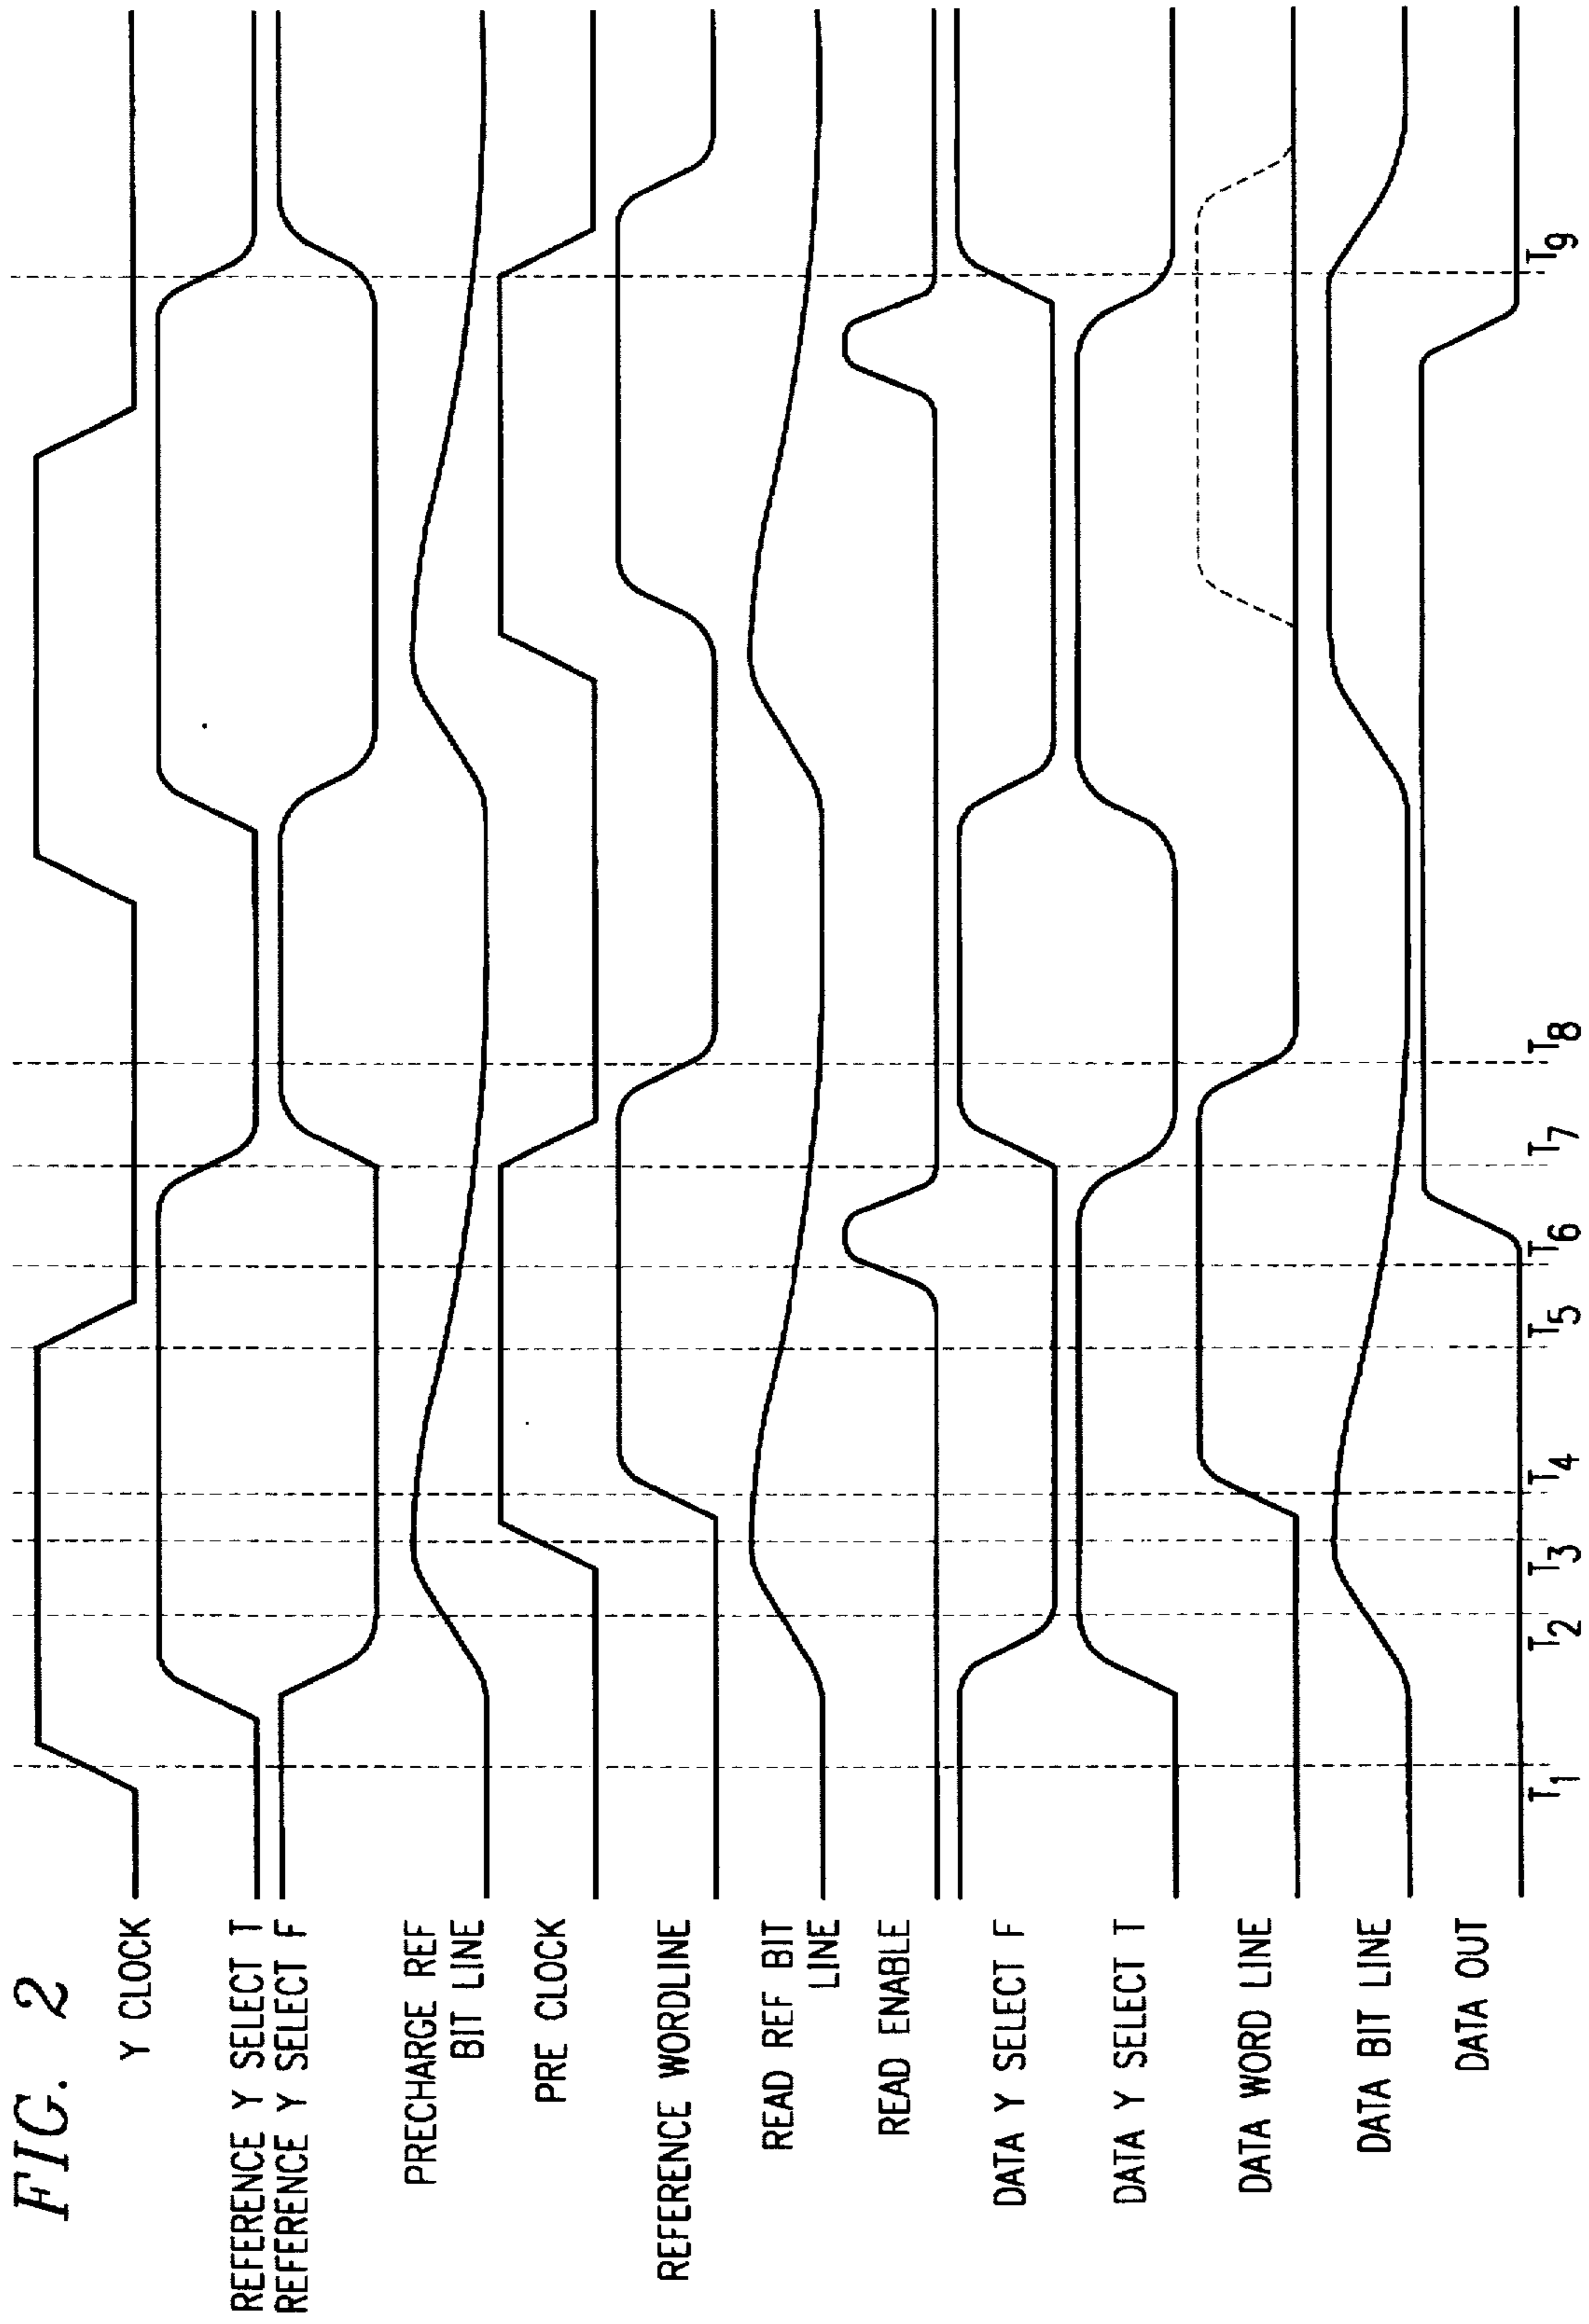 FIG. 2
Y CLOCK
REFERENCE Y SELECT T
REFERENCE Y SELECT F
PRECHARGE REF
BIT LINE
PRE CLOCK
REFERENCE WORDLINE
READ REF BIT
LINE
READ ENABLE
DATA Y SELECT F
DATA Y SELECT T
DATA WORD LINE
DATA BIT LINE
DATA OUT
T1 T2 T3 T4 T5 T6 T7 T8 T9